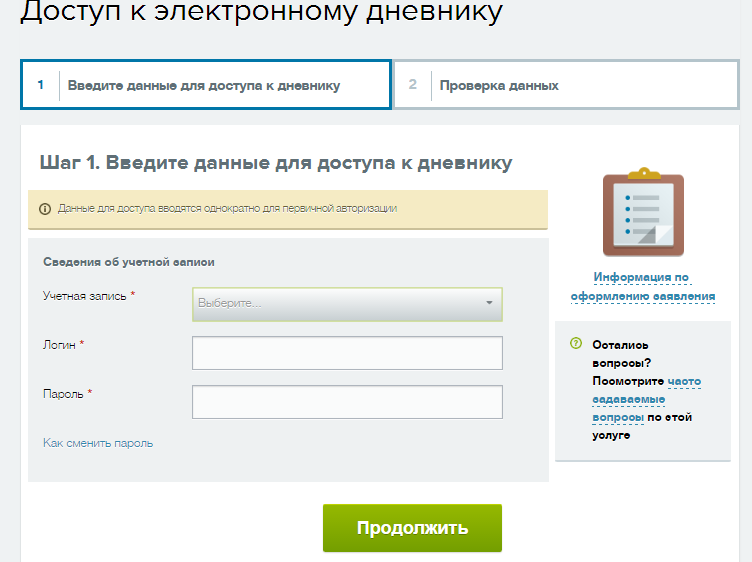 Доступ к электронному дневнику
1 Введите данные для доступа к дневнику
2 Проверка данных
Шаг 1. Введите данные для доступа к дневнику
Данные для доступа вводятся однократно для первичной авторизации
Сведения об учетной записи
Учетная запись *
Выберите...
Логин *
Пароль *
Как сменить пароль
Продолжить
Информация по
оформлению заявления
Остались
вопросы?
Посмотрите часто
задаваемые
вопросы по этой
услуге